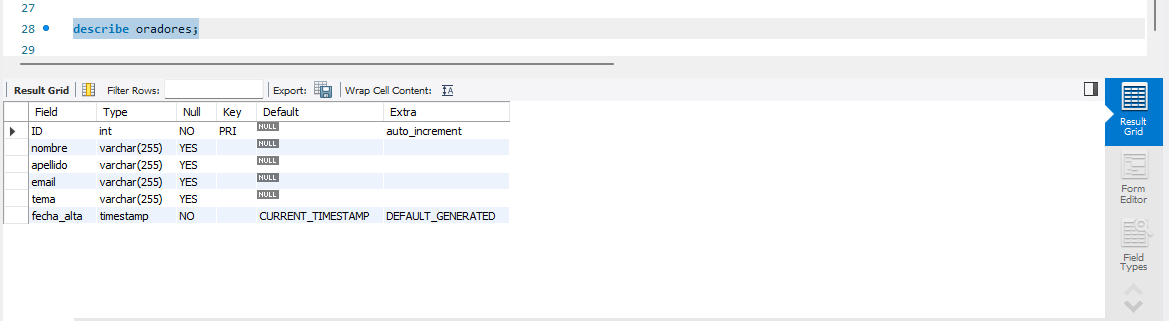 27
28 describe oradores;
29
Result Grid Filter Rows: Export: Wrap Cell Content: IA
Field Type Null Key Default Extra
ID int NO PRI NULL auto_increment
nombre varchar(255) YES NULL
apellido varchar(255) YES NULL
email varchar(255) YES NULL
tema varchar(255) YES NULL
fecha_alta timestamp NO CURRENT_TIMESTAMP DEFAULT_GENERATED
Result
Grid
Form
Editor
Field
Types